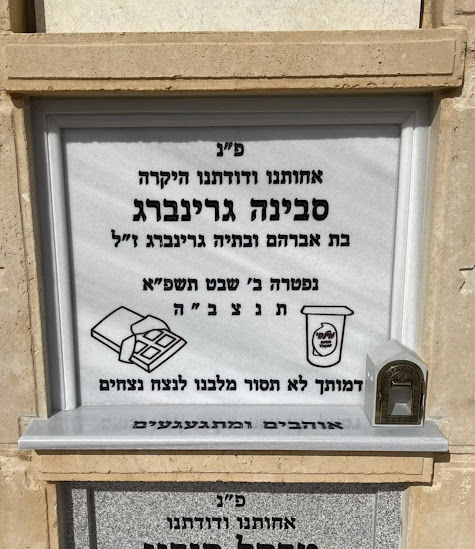 פ"נ
אחותנו ודודתנו היקרה
סבינה גרינברג
בת אברהם ובתיה גרינברג ז"ל
נפטרה ב' שבט תשפ"א
ת נ צ ב " ה
דמותך לא תסור מלבנו לנצח נצחים
אוהבים ומתגעגעים
פ"נ
אחותנו ודודתנו